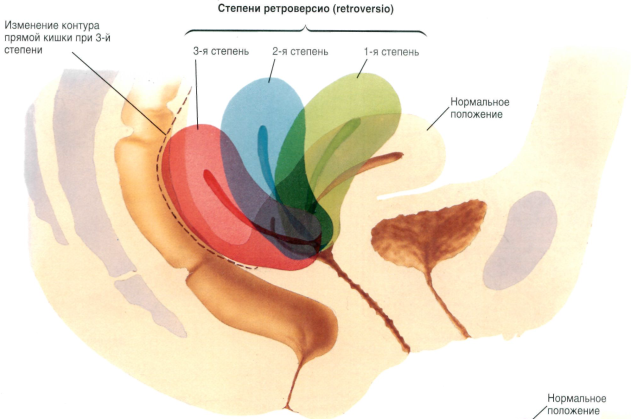 Степени ретроверсио (retroversio)
Изменение контура
прямой кишки при 3-й
степени
3-я степень
2-я степень
1-я степень
Нормальное
положение
Нормальное
положение